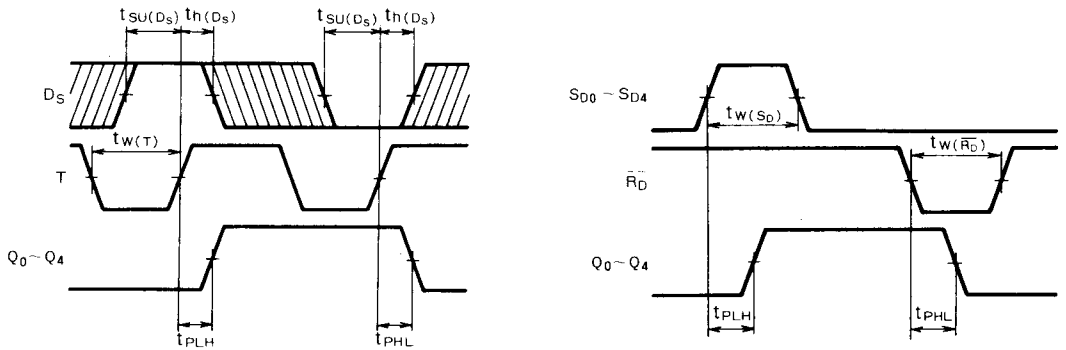 tSU(DS) th(DS) tSU(DS) th(DS)
DS
tW(T)
T
Q0~Q4
tPLH tPHL
SD0~SD4
tW(SD)
tW(R̅D̅)
R̅D̅
Q0~Q4
tPLH tPHL